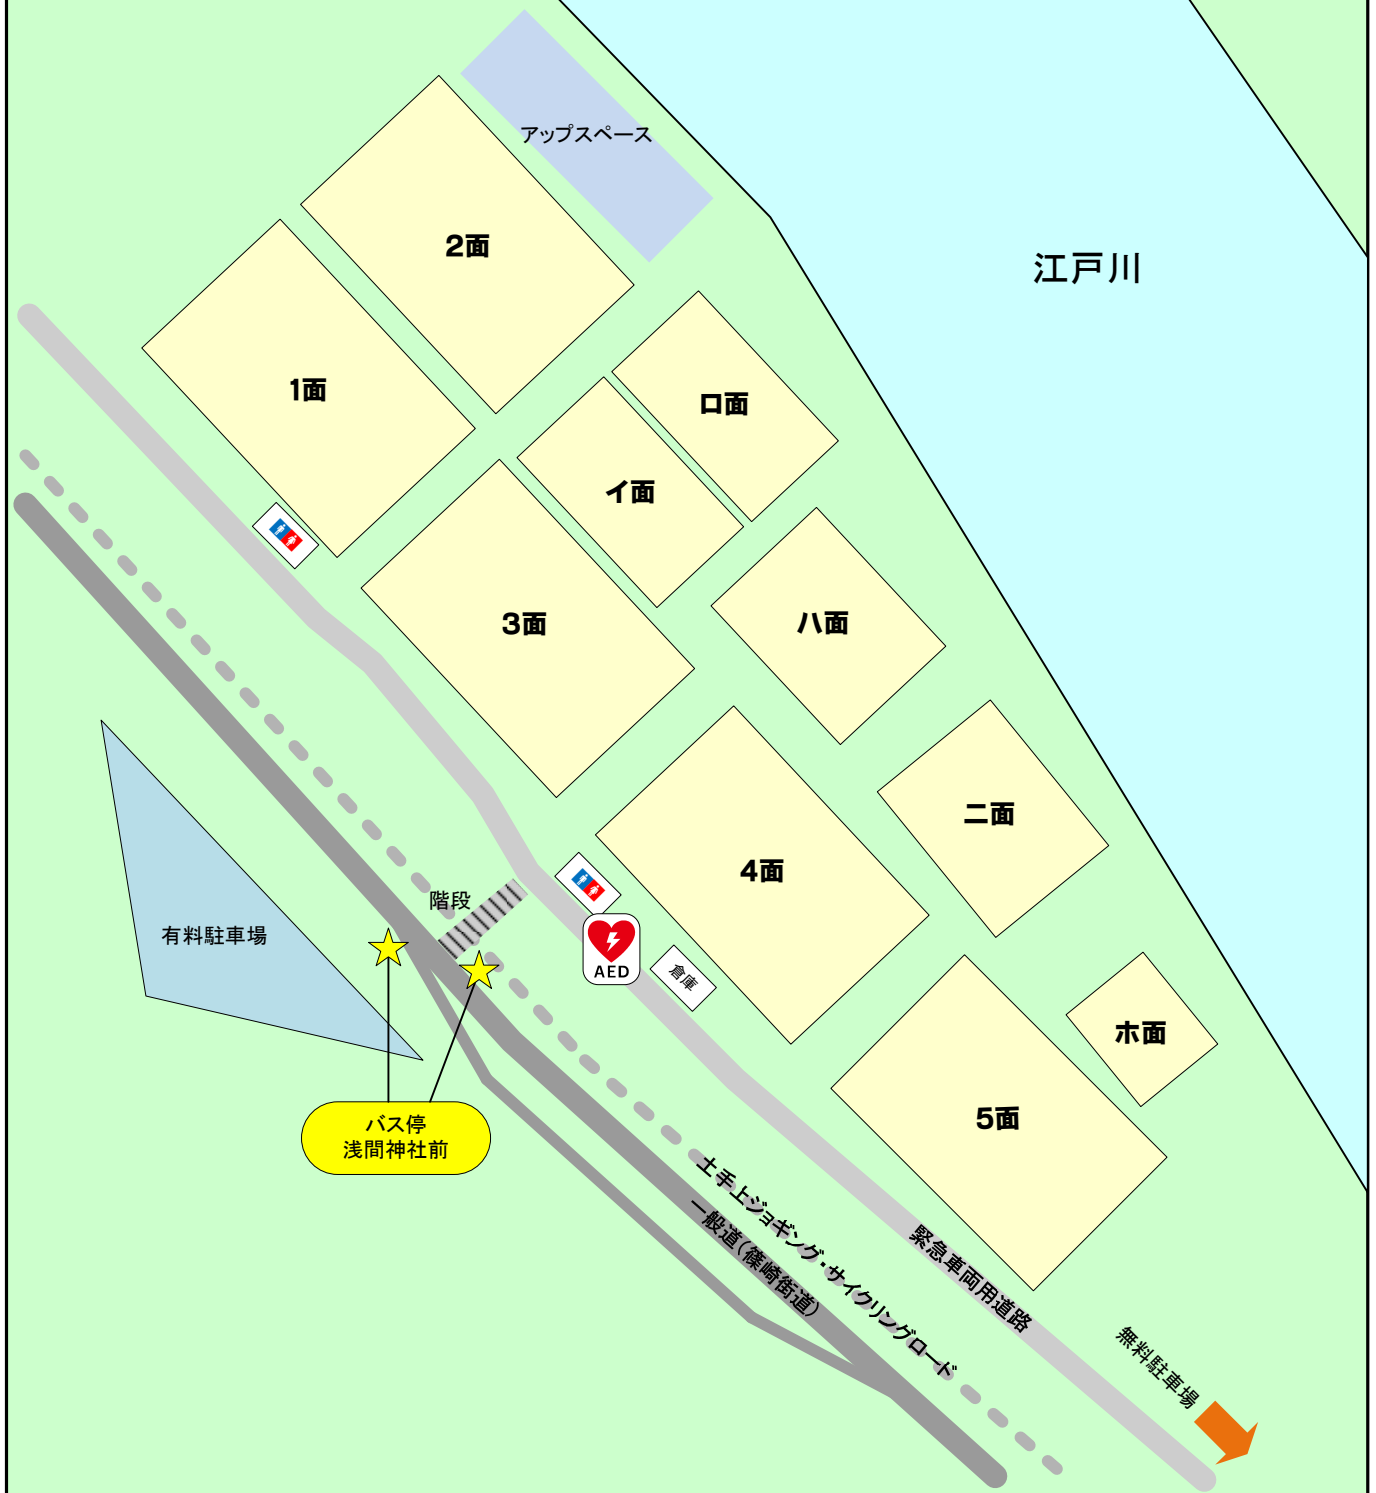 アップスペース
2面
江戸川
1面
ロ面
イ面
3面
ハ面
ニ面
4面
階段
有料駐車場
AED
倉庫
ホ面
5面
バス停
浅間神社前
土手上ジョギング・サイクリングロード
一般道(篠崎街道)
緊急車両用道路
無料駐車場